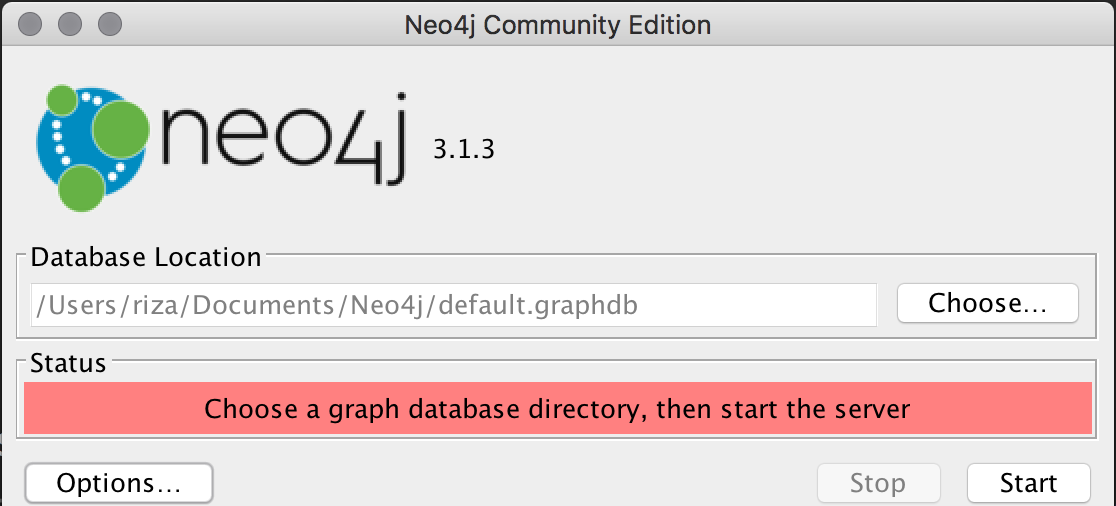 Neo4j Community Edition
neo4j 3.1.3
Database Location
/Users/riza/Documents/Neo4j/default.graphdb
Choose...
Status
Choose a graph database directory, then start the server
Options...
Stop
Start